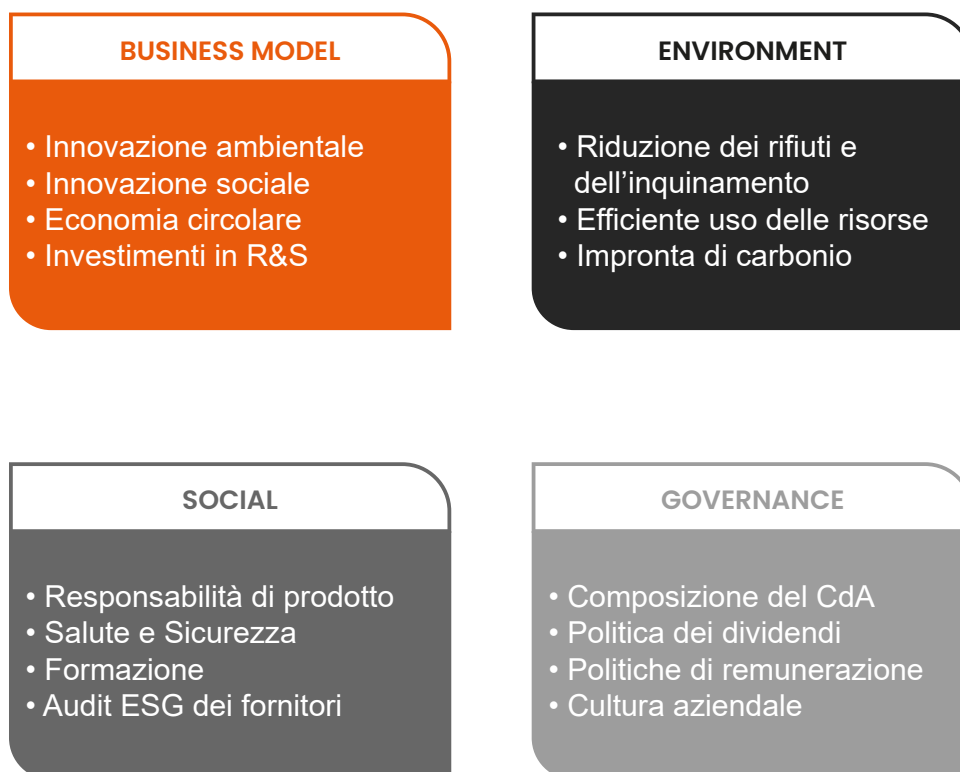 BUSINESS MODEL
• Innovazione ambientale
• Innovazione sociale
• Economia circolare
• Investimenti in R&S
ENVIRONMENT
• Riduzione dei rifiuti e
dell’inquinamento
• Efficiente uso delle risorse
• Impronta di carbonio
SOCIAL
• Responsabilità di prodotto
• Salute e Sicurezza
• Formazione
• Audit ESG dei fornitori
GOVERNANCE
• Composizione del CdA
• Politica dei dividendi
• Politiche di remunerazione
• Cultura aziendale